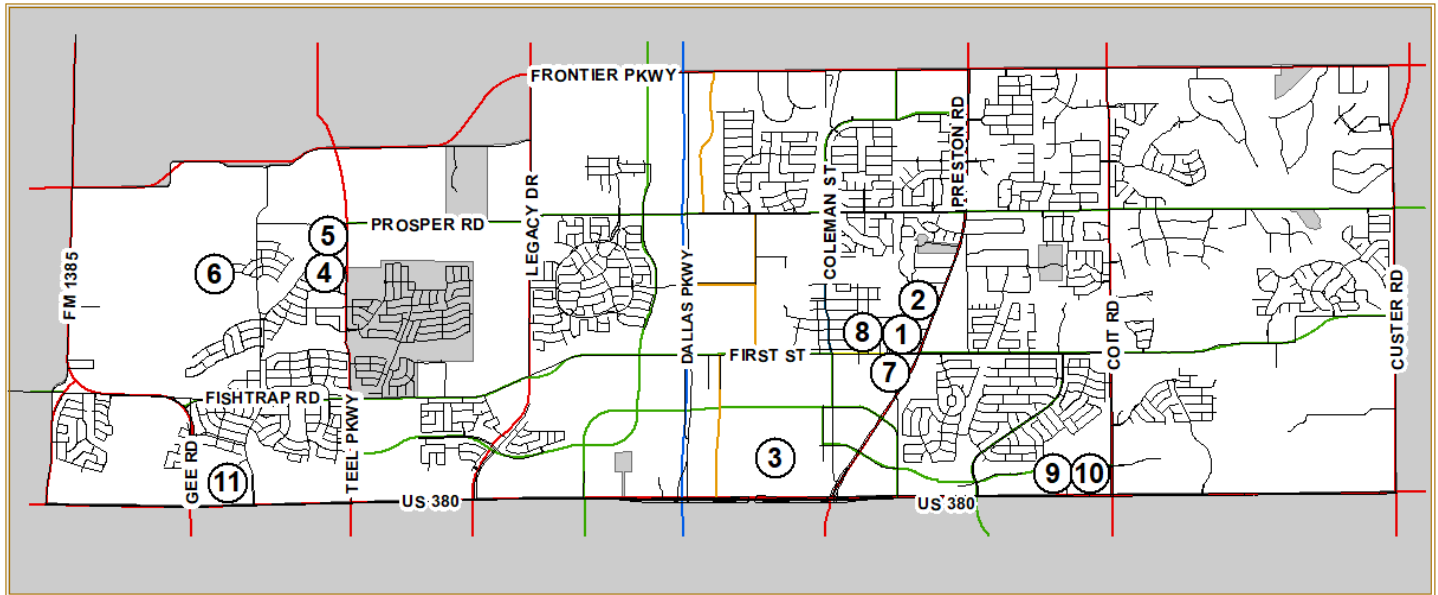 FRONTIER PKWY
PRESTON RD
COLEMAN ST
LEGACY DR
PROSPER RD
5
6
4
FM 1385
DALLAS PKWY
2
8
1
COIT RD
CUSTER RD
FIRST ST
7
FISHTRAP RD
TEEL PKWY
GEE RD
3
9
10
11
US 380
US 380